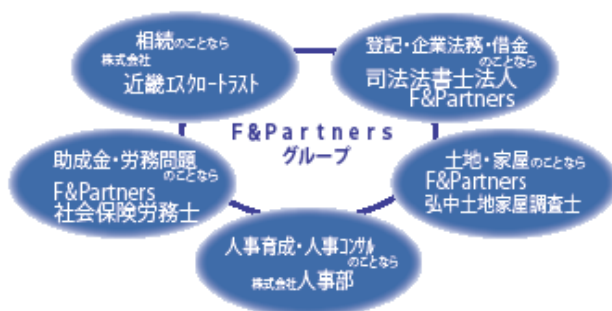 相続のことなら
株式会社
近畿エスクロートラスト
登記・企業法務・借金
のことなら
司法法書士法人
F&Partners
F&Partners
グループ
助成金・労務問題
のことなら
F&Partners
社会保険労務士
土地・家屋のことなら
F&Partners
弘中土地家屋調査士
人事育成・人事コンサル
のことなら
株式会社人事部